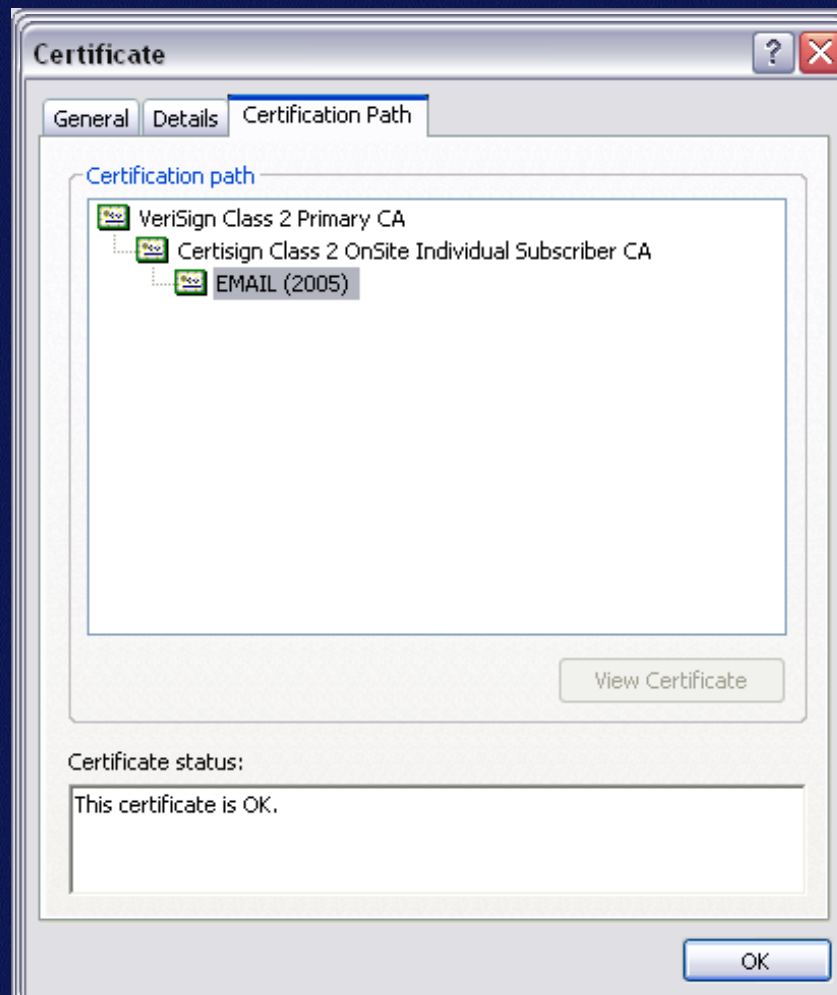 Certificate
General Details Certification Path
Certification path
VeriSign Class 2 Primary CA
Certisign Class 2 OnSite Individual Subscriber CA
EMAIL (2005)
View Certificate
Certificate status:
This certificate is OK.
OK